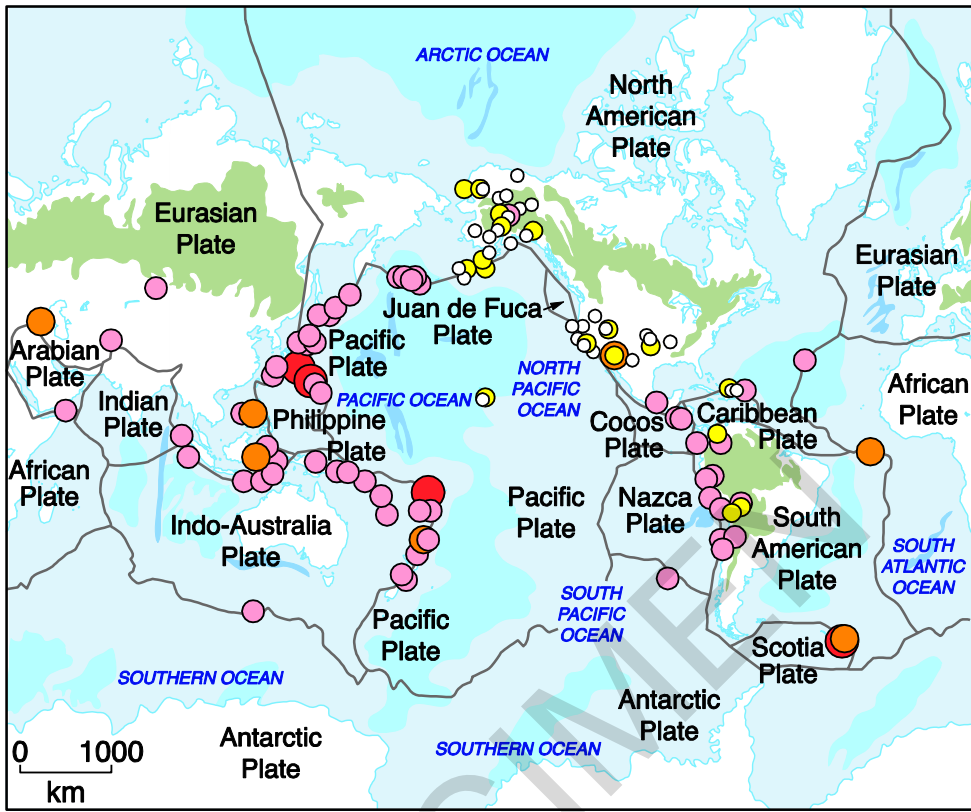 ARCTIC OCEAN
North
American
Plate
Eurasian
Plate
Eurasian
Plate
Juan de Fuca
Plate
Arabian
Plate
Pacific
Plate
NORTH
PACIFIC
OCEAN
PACIFIC OCEAN
African
Plate
Indian
Plate
Philippine
Plate
Cocos
Plate
Caribbean
Plate
African
Plate
Indo-Australia
Plate
Pacific
Plate
Nazca
Plate
South
American
Plate
SOUTH
ATLANTIC
OCEAN
SOUTH
PACIFIC
OCEAN
Pacific
Plate
Scotia
Plate
SOUTHERN OCEAN
Antarctic
Plate
Antarctic
Plate
SOUTHERN OCEAN
0 1000
km
CIMEN